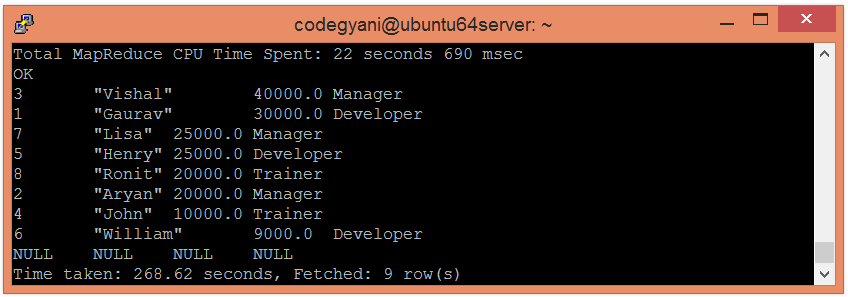 codegyani@ubuntu64server: ~
Total MapReduce CPU Time Spent: 22 seconds 690 msec
OK
3       "Vishal"        40000.0 Manager
1       "Gaurav"        30000.0 Developer
7       "Lisa"  25000.0 Manager
5       "Henry" 25000.0 Developer
8       "Ronit" 20000.0 Trainer
2       "Aryan" 20000.0 Manager
4       "John"  10000.0 Trainer
6       "William"       9000.0  Developer
NULL    NULL    NULL    NULL
Time taken: 268.62 seconds, Fetched: 9 row(s)